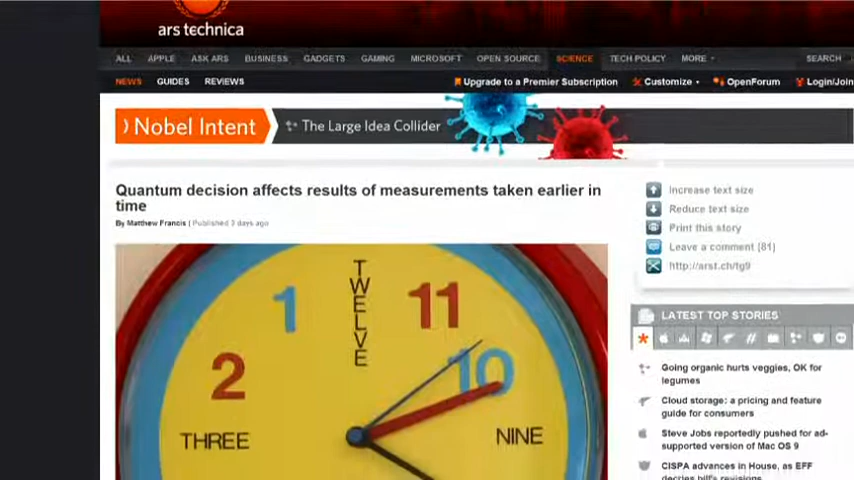 ars technica
ALL APPLE ASK ARS BUSINESS GADGETS GAMING MICROSOFT OPEN SOURCE SCIENCE TECH POLICY MORE SEARCH
NEWS GUIDES REVIEWS Upgrade to a Premier Subscription Customize OpenForum Login/Join
Nobel Intent The Large Idea Collider
Quantum decision affects results of measurements taken earlier in
time
By Matthew Francis | Published 3 days ago
Increase text size
Reduce text size
Print this story
Leave a comment (81)
http://arst.ch/tg9
LATEST TOP STORIES
Going organic hurts veggies, OK for
legumes
Cloud storage: a pricing and feature
guide for consumers
Steve Jobs reportedly pushed for ad-
supported version of Mac OS 9
CISPA advances in House, as EFF
decries bill's revisions
TWELVE
1
11
2
10
THREE
NINE